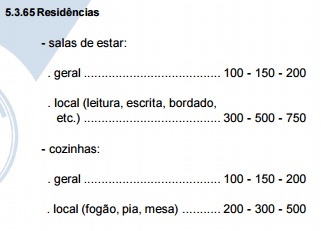 5.3.65 Residências
- salas de estar:
. geral ......................................... 100 - 150 - 200
. local (leitura, escrita, bordado,
etc.) ......................................... 300 - 500 - 750
- cozinhas:
. geral ......................................... 100 - 150 - 200
. local (fogão, pia, mesa) ........... 200 - 300 - 500